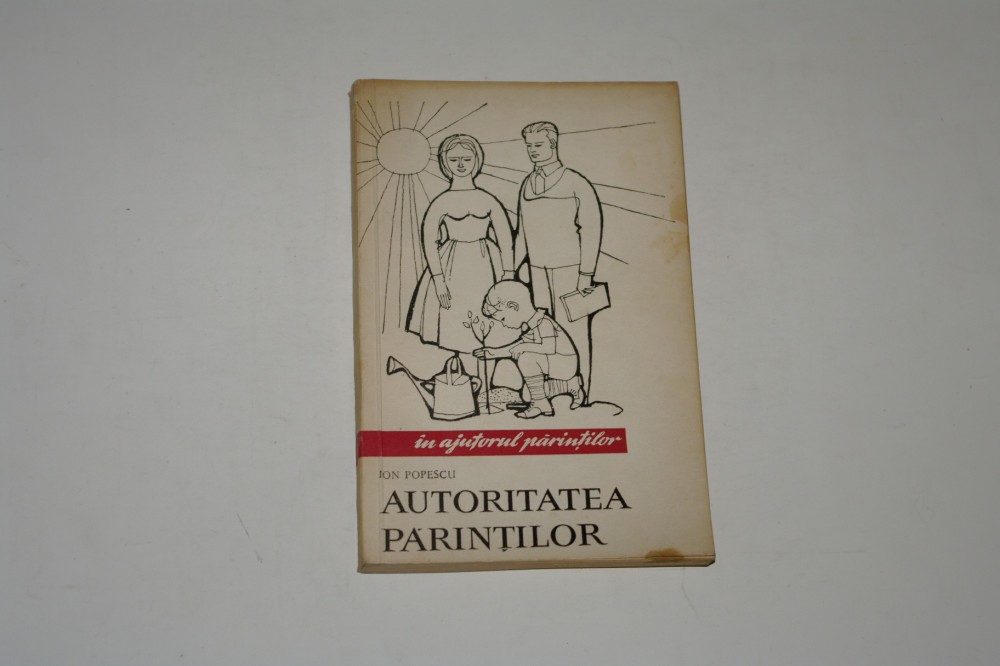 în ajutorul părinților
ION POPESCU
AUTORITATEA
PĂRINȚILOR